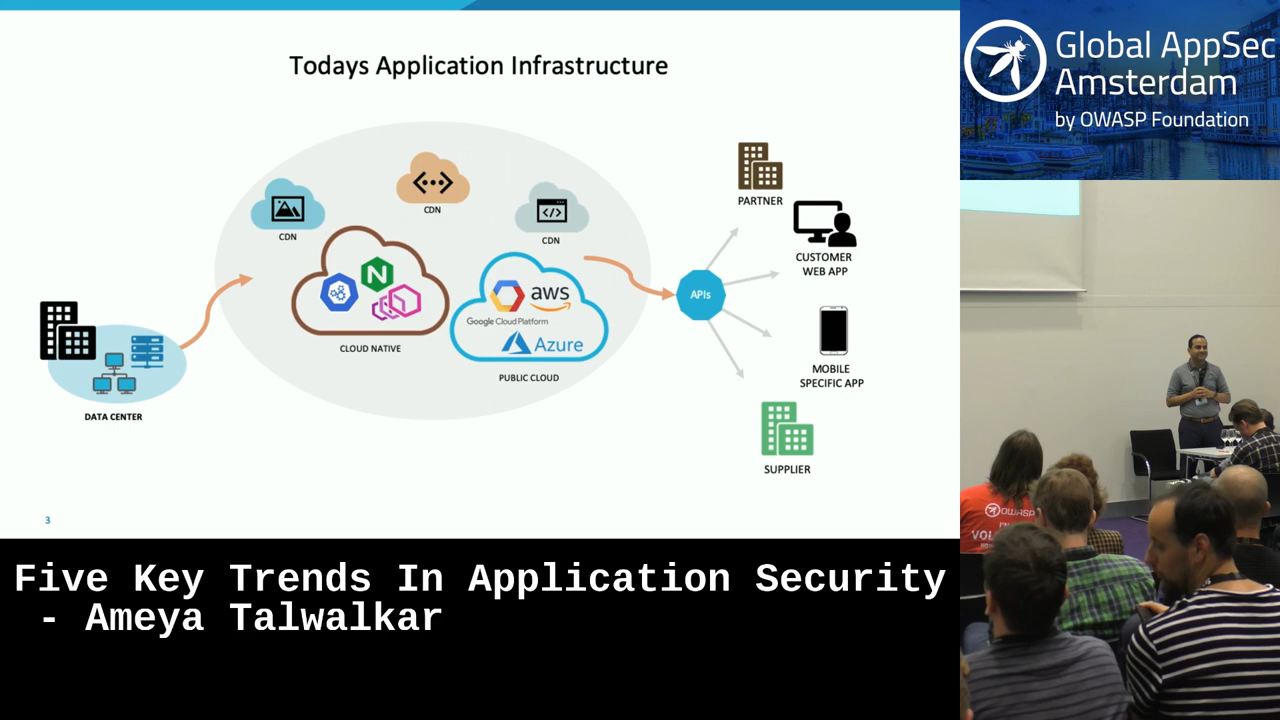 Todays Application Infrastructure
CDN
CDN
CDN
N
aws
Google Cloud Platform
Azure
CLOUD NATIVE
PUBLIC CLOUD
DATA CENTER
APIs
PARTNER
CUSTOMER
WEB APP
MOBILE
SPECIFIC APP
SUPPLIER
3
Five Key Trends In Application Security
- Ameya Talwalkar
Global AppSec
Amsterdam
by OWASP Foundation
OWASP
VOL